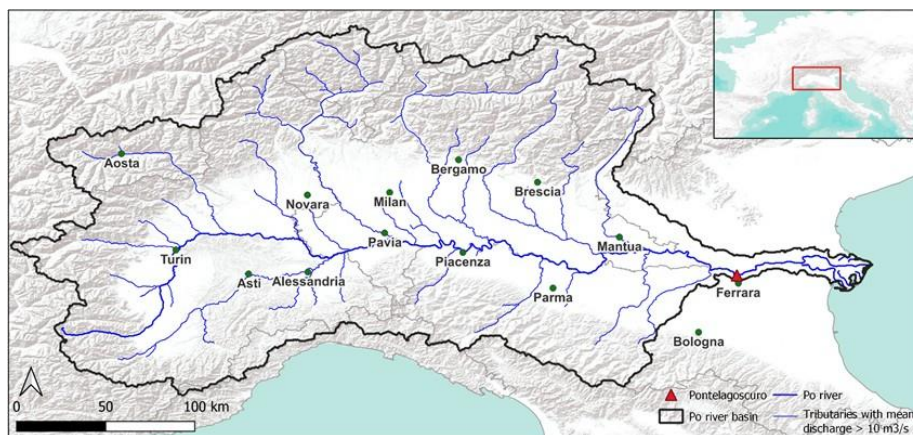 Aosta
Bergamo
Brescia
Novara
Milan
Pavia
Mantua
Turin
Piacenza
Asti
Alessandria
Parma
Ferrara
Bologna
0 50 100 km
Pontelagoscuro
Po river
Po river basin
Tributaries with mean
discharge > 10 m3/s